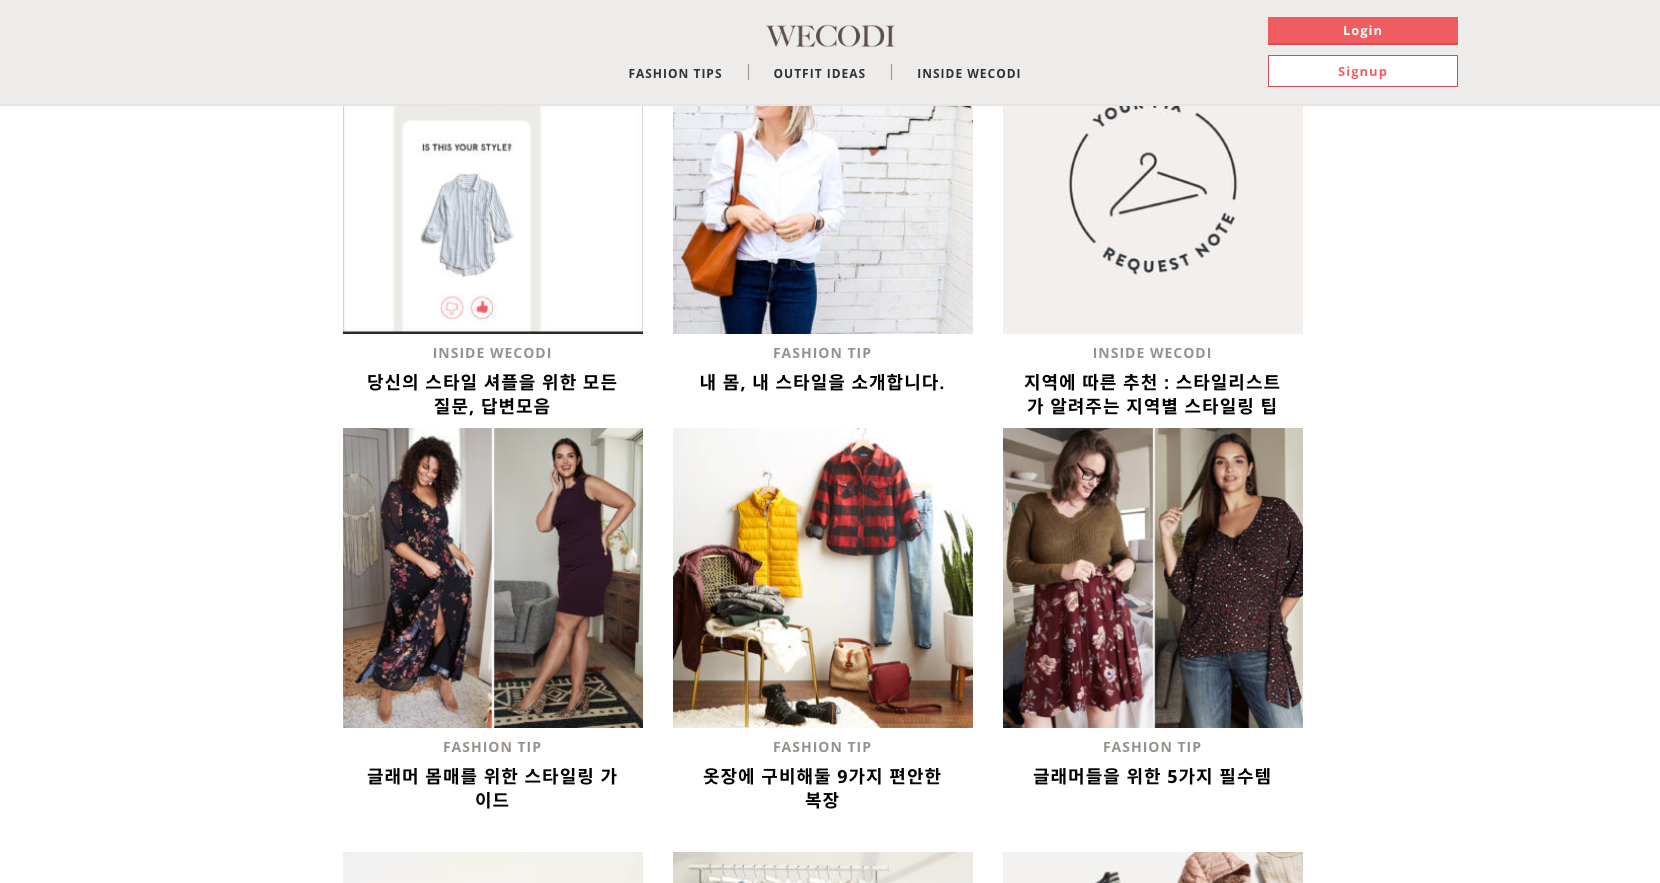 WECODI
FASHION TIPS
OUTFIT IDEAS
INSIDE WECODI
Login
Signup
IS THIS YOUR STYLE?
REQUEST NOTE
INSIDE WECODI
당신의 스타일 셔플을 위한 모든
질문, 답변모음
FASHION TIP
내 몸, 내 스타일을 소개합니다.
INSIDE WECODI
지역에 따른 추천 : 스타일리스트
가 알려주는 지역별 스타일링 팁
FASHION TIP
글래머 몸매를 위한 스타일링 가
이드
FASHION TIP
옷장에 구비해둘 9가지 편안한
복장
FASHION TIP
글래머들을 위한 5가지 필수템